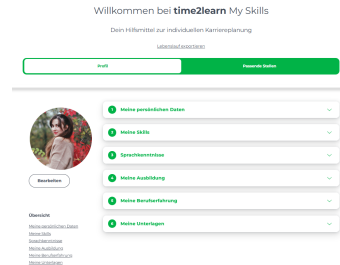 Willkommen bei time2learn My Skills
Dein Hilfsmittel zur individuellen Karriereplanung
Lebenslauf exportieren
Profil
Passende Stellen
1 Meine persönlichen Daten
2 Meine Skills
3 Sprachkenntnisse
4 Meine Ausbildung
5 Meine Berufserfahrung
6 Meine Unterlagen
Bearbeiten
Übersicht
Meine persönlichen Daten
Meine Skills
Sprachkenntnisse
Meine Ausbildung
Meine Berufserfahrung
Meine Unterlagen